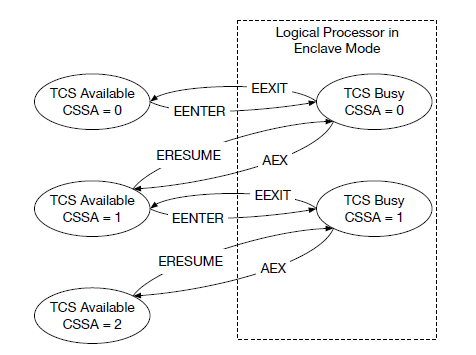 Logical Processor in
Enclave Mode
TCS Available
CSSA = 0
EEXIT
EENTER
TCS Busy
CSSA = 0
ERESUME
AEX
TCS Available
CSSA = 1
EEXIT
EENTER
TCS Busy
CSSA = 1
ERESUME
AEX
TCS Available
CSSA = 2